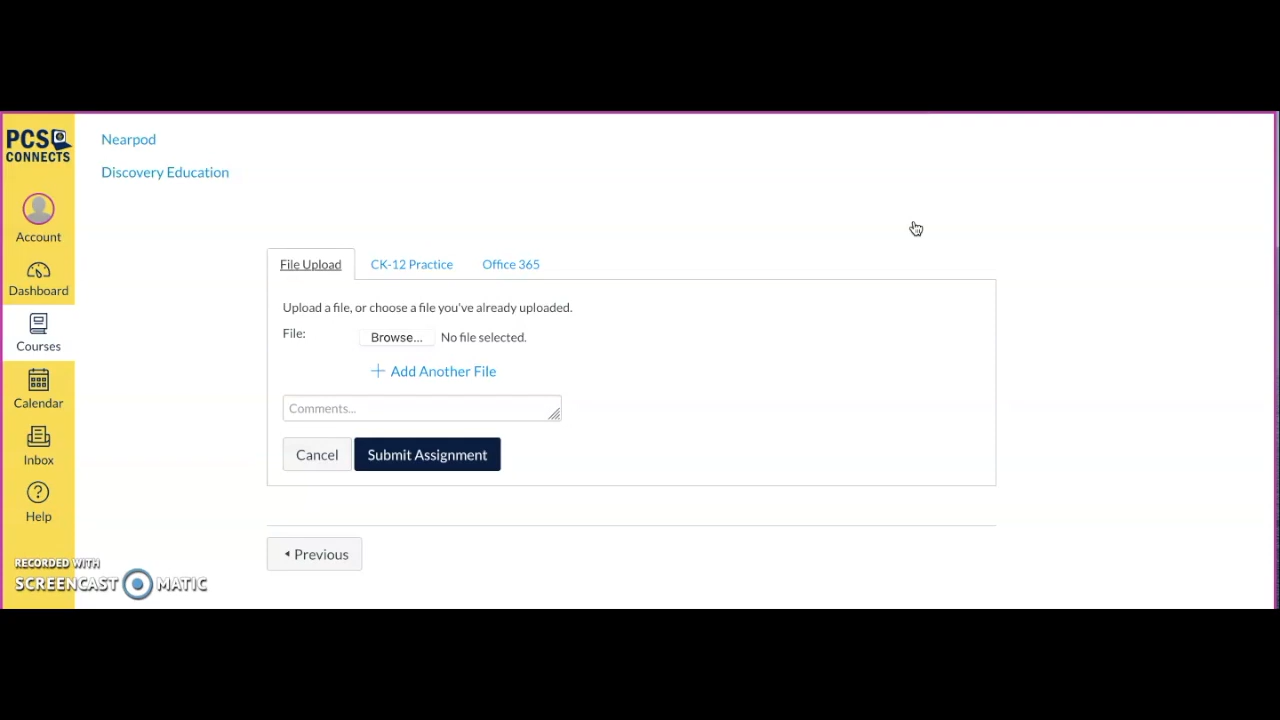 PCS
CONNECTS
Account
Dashboard
Courses
Calendar
Inbox
Help
Nearpod
Discovery Education
File Upload CK-12 Practice Office 365
Upload a file, or choose a file you've already uploaded.
File: Browse... No file selected.
Add Another File
Comments...
Cancel Submit Assignment
Previous
RECORDED WITH
SCREENCAST MATIC